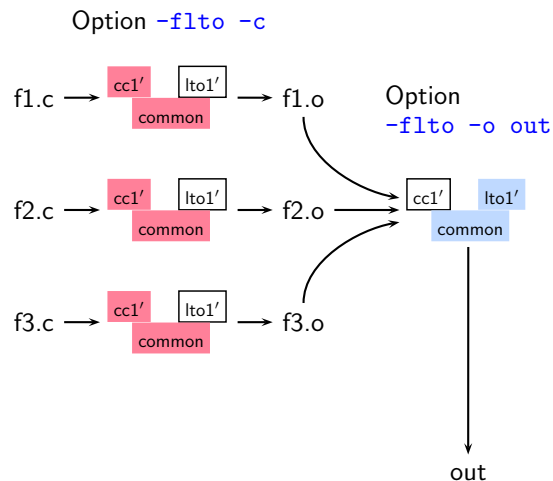 Option -flto -c
f1.c
cc1′
lto1′
common
f1.o
Option
-flto -o out
f2.c
cc1′
lto1′
common
f2.o
cc1′
lto1′
common
f3.c
cc1′
lto1′
common
f3.o
out